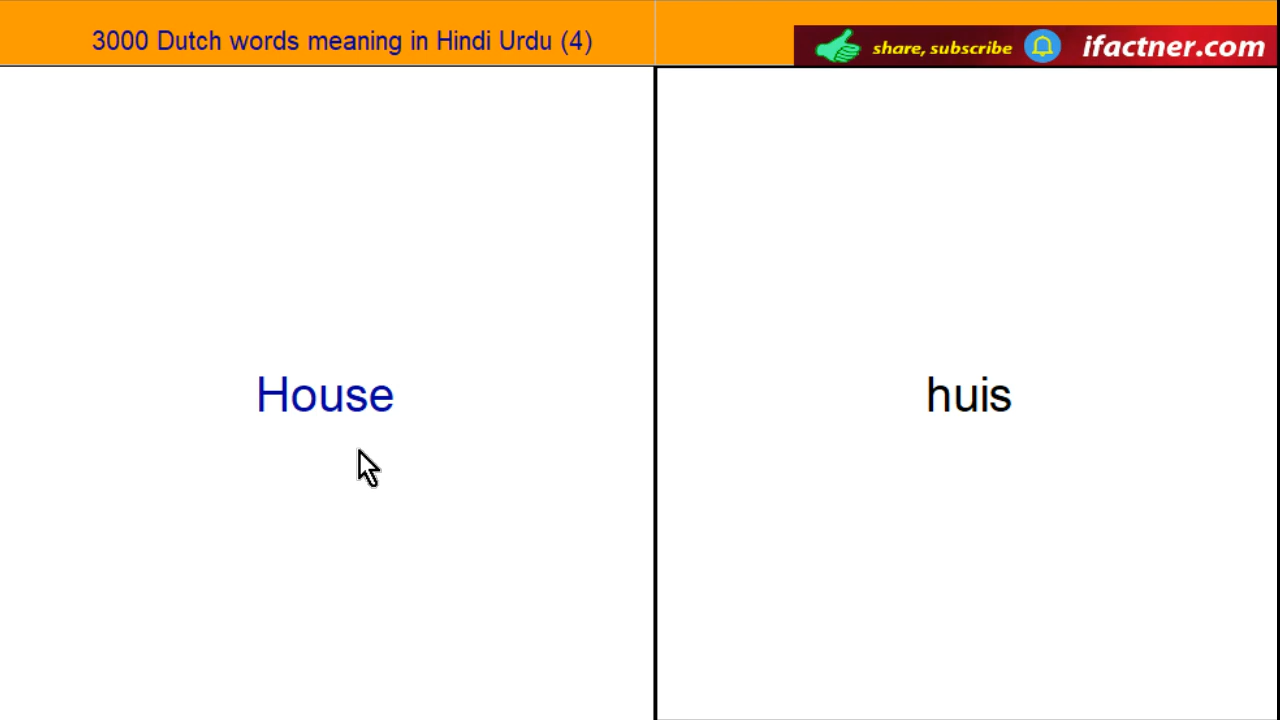 3000 Dutch words meaning in Hindi Urdu (4)
share, subscribe
ifactner.com
House
huis